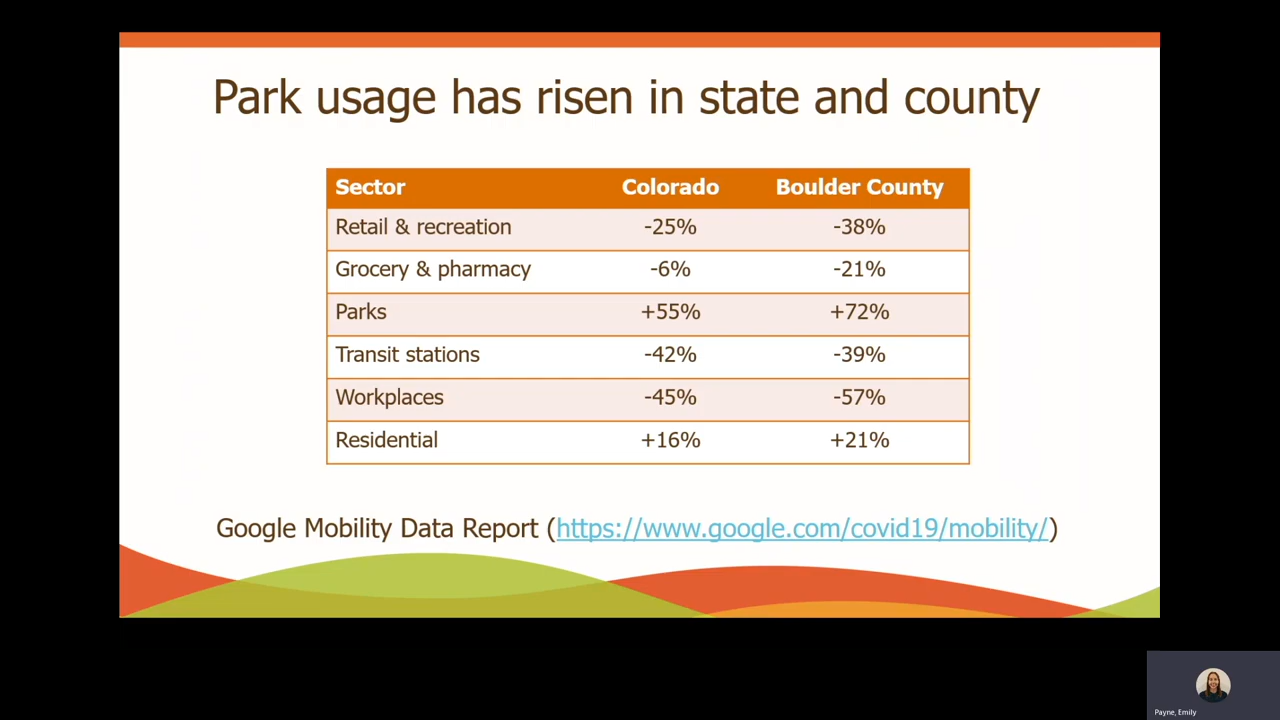 Park usage has risen in state and county
Sector Colorado Boulder County
Retail & recreation -25% -38%
Grocery & pharmacy -6% -21%
Parks +55% +72%
Transit stations -42% -39%
Workplaces -45% -57%
Residential +16% +21%
Google Mobility Data Report (https://www.google.com/covid19/mobility/)
Payne, Emily